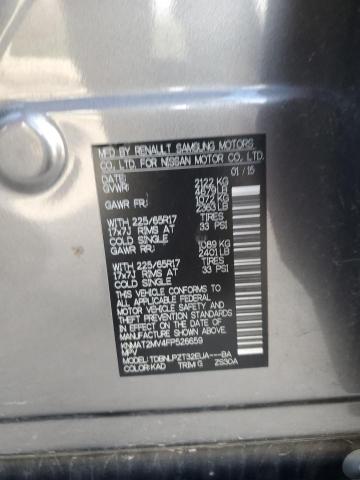 MFD BY RENAULT SAMSUNG MOTORS
CO., LTD. FOR NISSAN MOTOR CO., LTD.
DATE: 01 / 15
GVWR: 2122 KG
4679 LB
GAWR FR: 1072 KG
2363 LB
WITH 225/65R17 TIRES
17x7J RIMS AT 33 PSI
COLD SINGLE
GAWR RR: 1089 KG
2401 LB
WITH 225/65R17 TIRES
17x7J RIMS AT 33 PSI
COLD SINGLE
THIS VEHICLE CONFORMS TO
ALL APPLICABLE FEDERAL
MOTOR VEHICLE SAFETY AND
THEFT PREVENTION STANDARDS
IN EFFECT ON THE DATE OF
MANUFACTURE SHOWN ABOVE.
KNMAT2MV4FP526659
MPV
MODEL: TDBNLPZT32EUA---BA
COLOR: KAD TRIM: G ZS30A